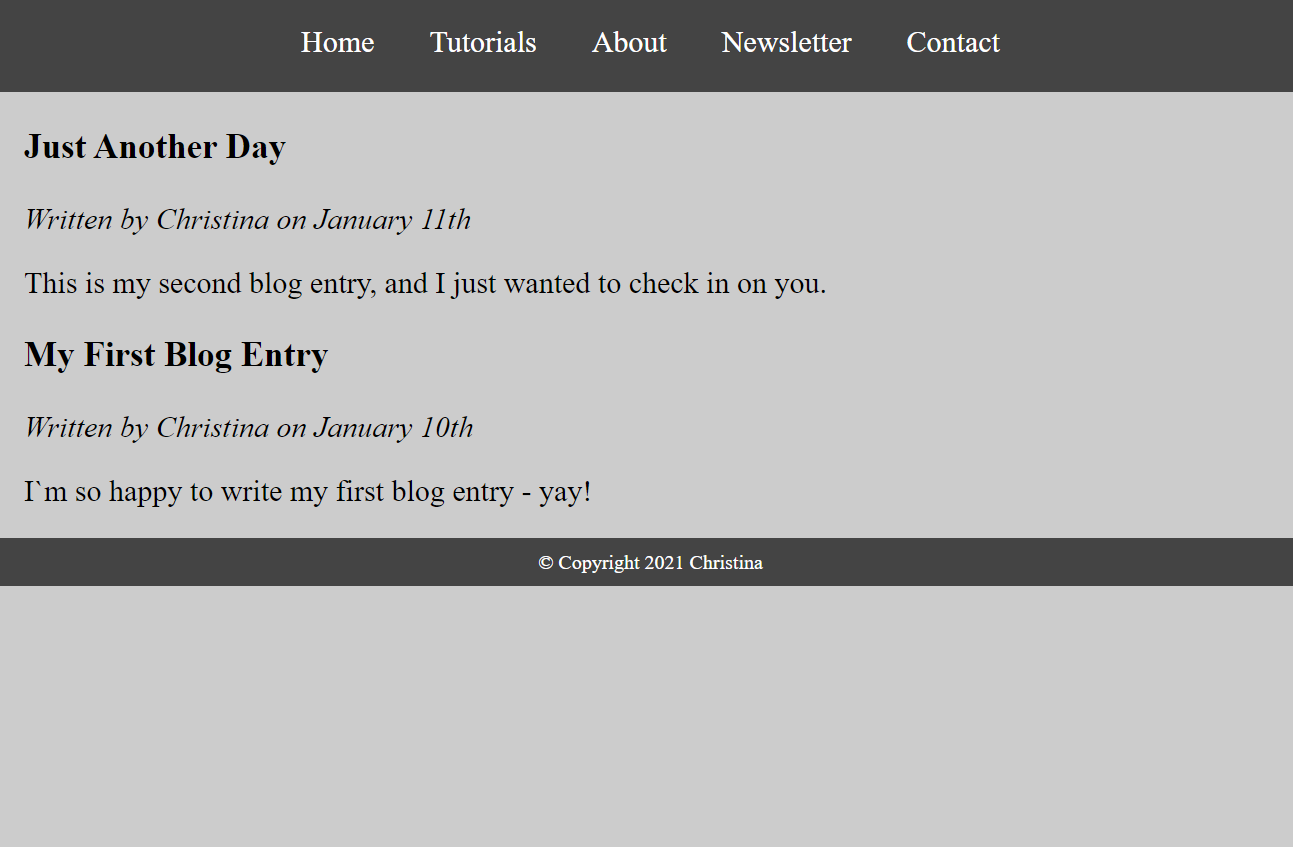 Home Tutorials About Newsletter Contact
Just Another Day
Written by Christina on January 11th
This is my second blog entry, and I just wanted to check in on you.
My First Blog Entry
Written by Christina on January 10th
I`m so happy to write my first blog entry - yay!
© Copyright 2021 Christina